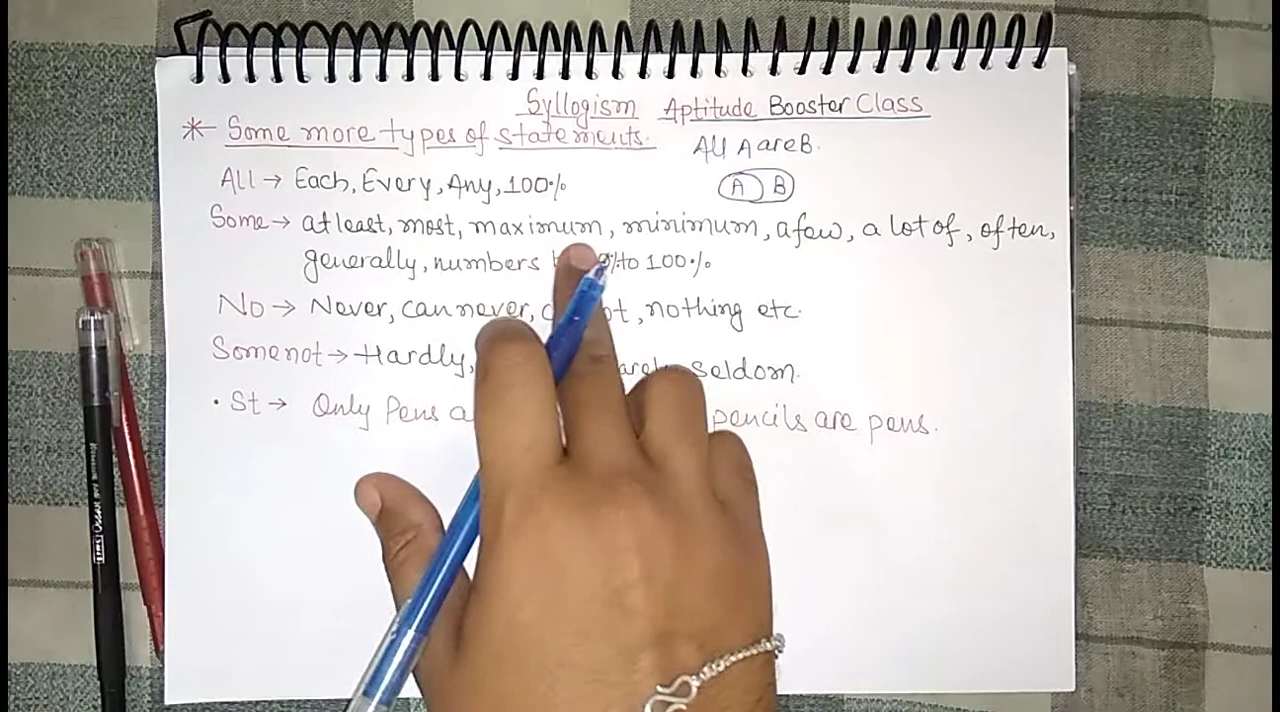 Syllogism Aptitude Booster Class
* Some more types of statements.
All A are B.
All → Each, Every, Any, 100%
A B
Some → at least, most, maximum, minimum, a few, a lot of, often,
generally, numbers to 100%
No → Never, can never, nothing etc.
Some not → Hardly, seldom.
• St → Only Pens pencils are pens.